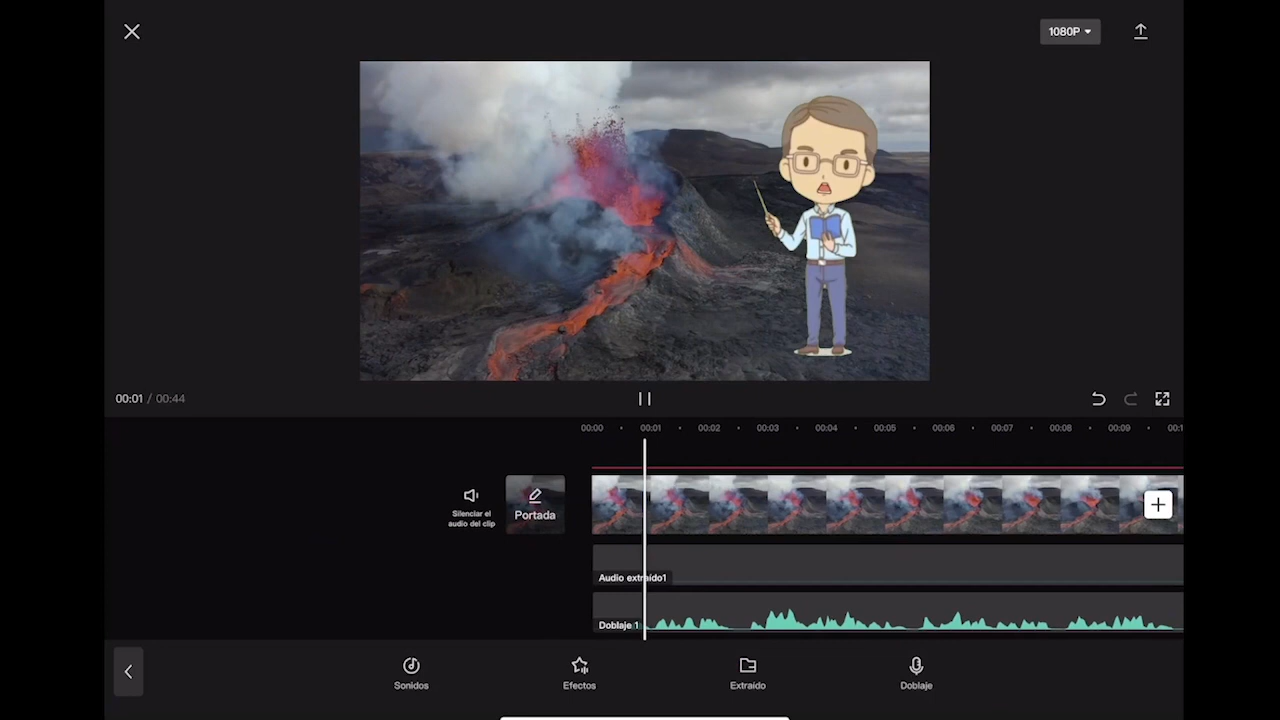 1080P
00:01 / 00:44
00:00 00:01 00:02 00:03 00:04 00:05 00:06 00:07 00:08 00:09
Silenciar el
audio del clip
Portada
Audio extraído1
Doblaje 1
Sonidos
Efectos
Extraído
Doblaje